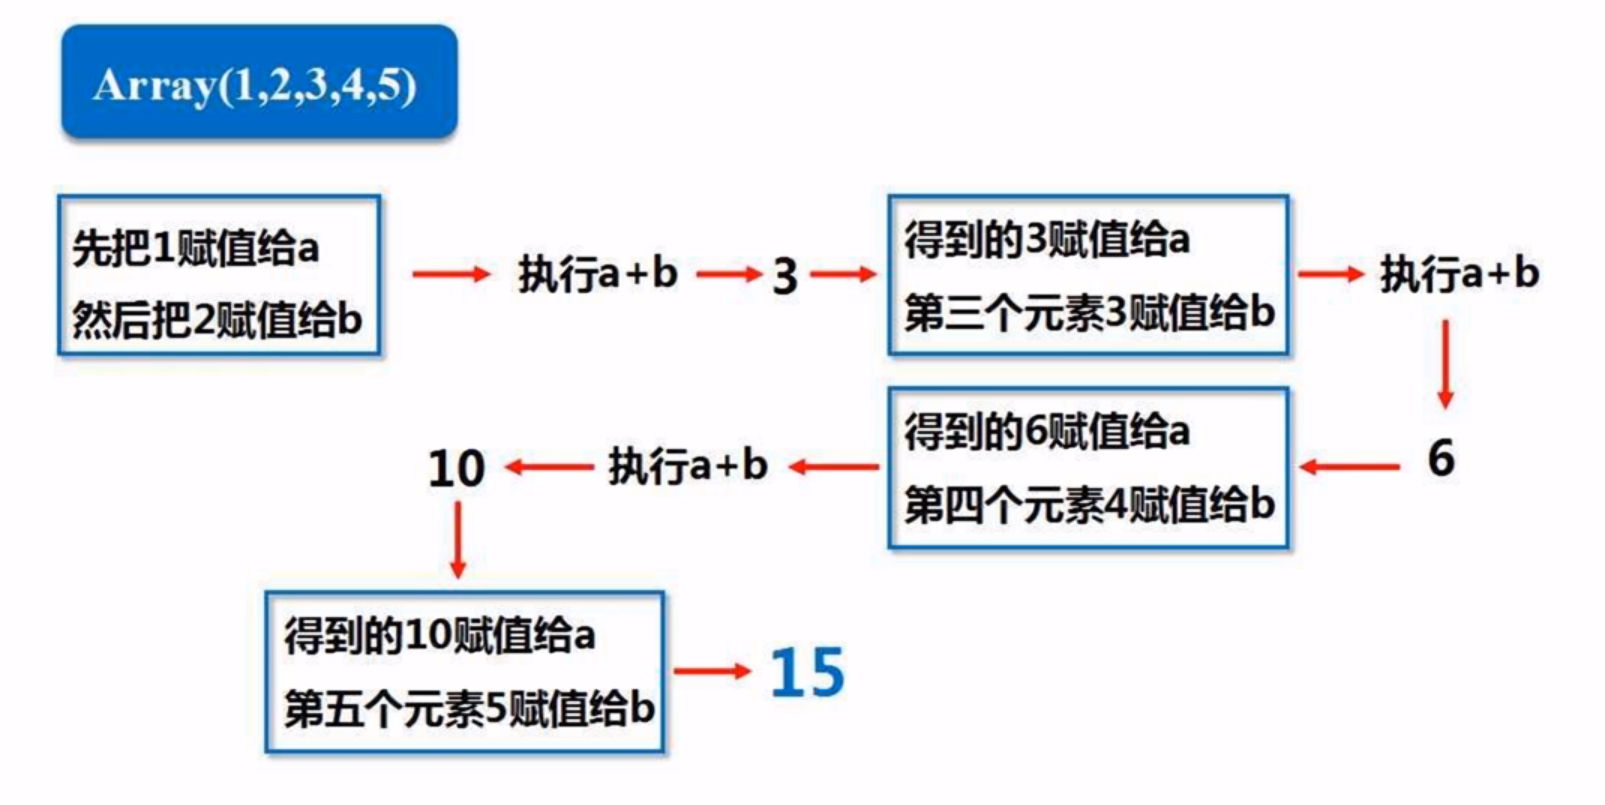 Array(1,2,3,4,5)
先把1赋值给a
然后把2赋值给b
执行a+b
3
得到的3赋值给a
第三个元素3赋值给b
执行a+b
6
得到的6赋值给a
第四个元素4赋值给b
执行a+b
10
得到的10赋值给a
第五个元素5赋值给b
15